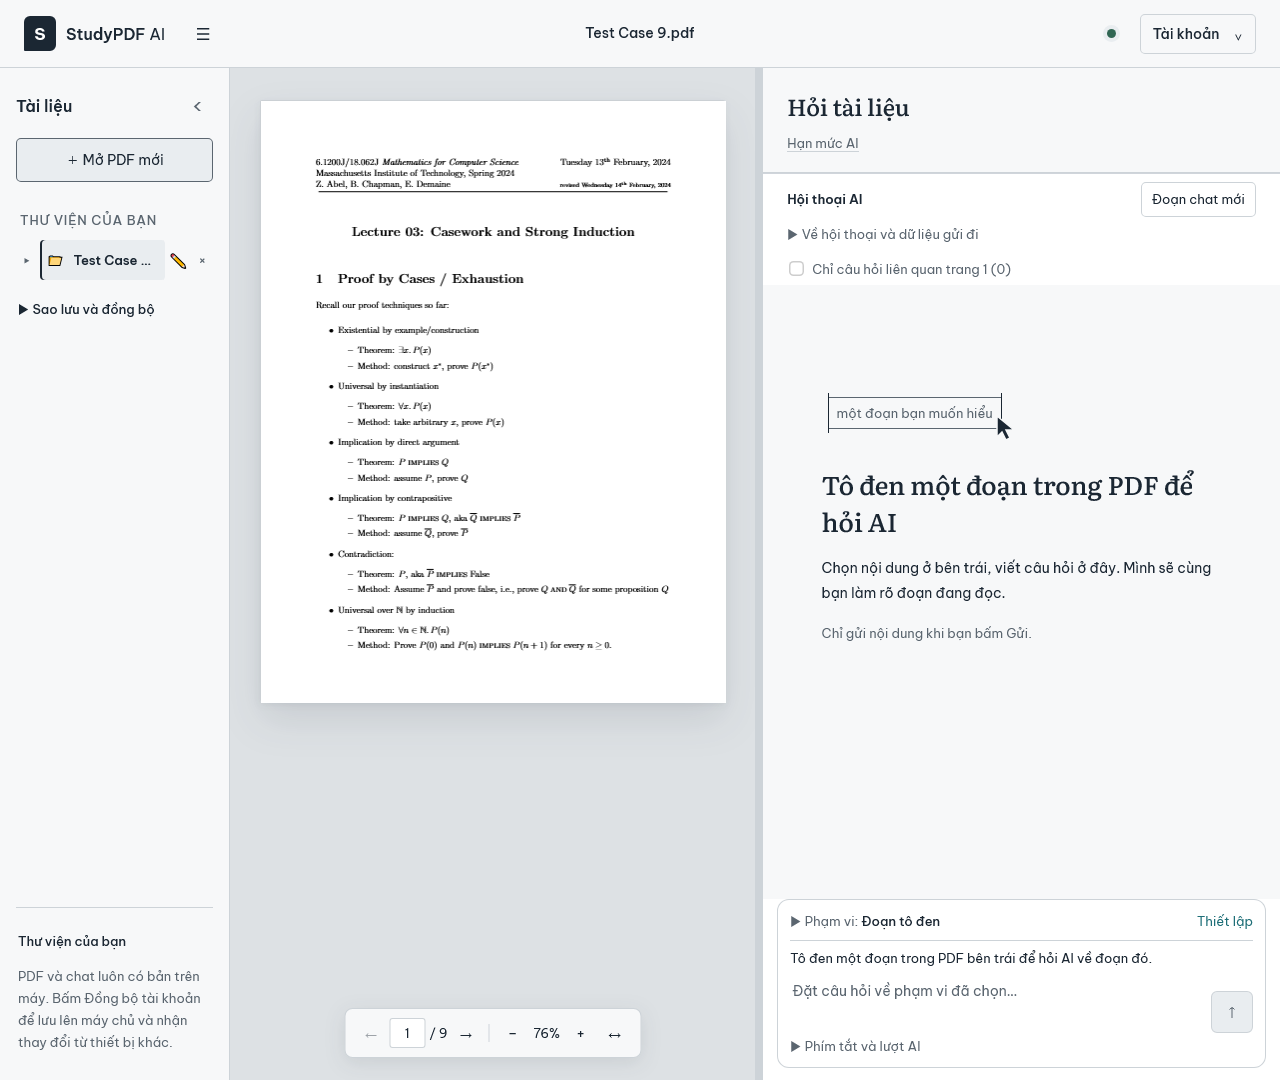 S StudyPDF AI ☰
Test Case 9.pdf
Tài khoản
Tài liệu
+ Mở PDF mới
THƯ VIỆN CỦA BẠN
Test Case ...
Sao lưu và đồng bộ
Thư viện của bạn
PDF và chat luôn có bản trên
máy. Bấm Đồng bộ tài khoản
để lưu lên máy chủ và nhận
thay đổi từ thiết bị khác.
6.1200J/18.062J Mathematics for Computer Science Tuesday 13th February, 2024
Massachusetts Institute of Technology, Spring 2024
Z. Abel, B. Chapman, E. Demaine revised Wednesday 14th February, 2024
Lecture 03: Casework and Strong Induction
1 Proof by Cases / Exhaustion
Recall our proof techniques so far:
• Existential by example/construction
– Theorem: ∃x. P(x)
– Method: construct x*, prove P(x*)
• Universal by instantiation
– Theorem: ∀x. P(x)
– Method: take arbitrary x, prove P(x)
• Implication by direct argument
– Theorem: P IMPLIES Q
– Method: assume P, prove Q
• Implication by contrapositive
– Theorem: P IMPLIES Q, aka Q̅ IMPLIES P̅
– Method: assume Q̅, prove P̅
• Contradiction:
– Theorem: P, aka P̅ IMPLIES False
– Method: Assume P̅ and prove false, i.e., prove Q AND Q̅ for some proposition Q
• Universal over ℕ by induction
– Theorem: ∀n ∈ ℕ. P(n)
– Method: Prove P(0) and P(n) IMPLIES P(n + 1) for every n ≥ 0.
← 1 / 9 → − 76% + ↔
Hỏi tài liệu
Hạn mức AI
Hội thoại AI
Đoạn chat mới
Về hội thoại và dữ liệu gửi đi
Chỉ câu hỏi liên quan trang 1 (0)
một đoạn bạn muốn hiểu
Tô đen một đoạn trong PDF để
hỏi AI
Chọn nội dung ở bên trái, viết câu hỏi ở đây. Mình sẽ cùng
bạn làm rõ đoạn đang đọc.
Chỉ gửi nội dung khi bạn bấm Gửi.
Phạm vi: Đoạn tô đen
Thiết lập
Tô đen một đoạn trong PDF bên trái để hỏi AI về đoạn đó.
Đặt câu hỏi về phạm vi đã chọn...
↑
Phím tắt và lượt AI